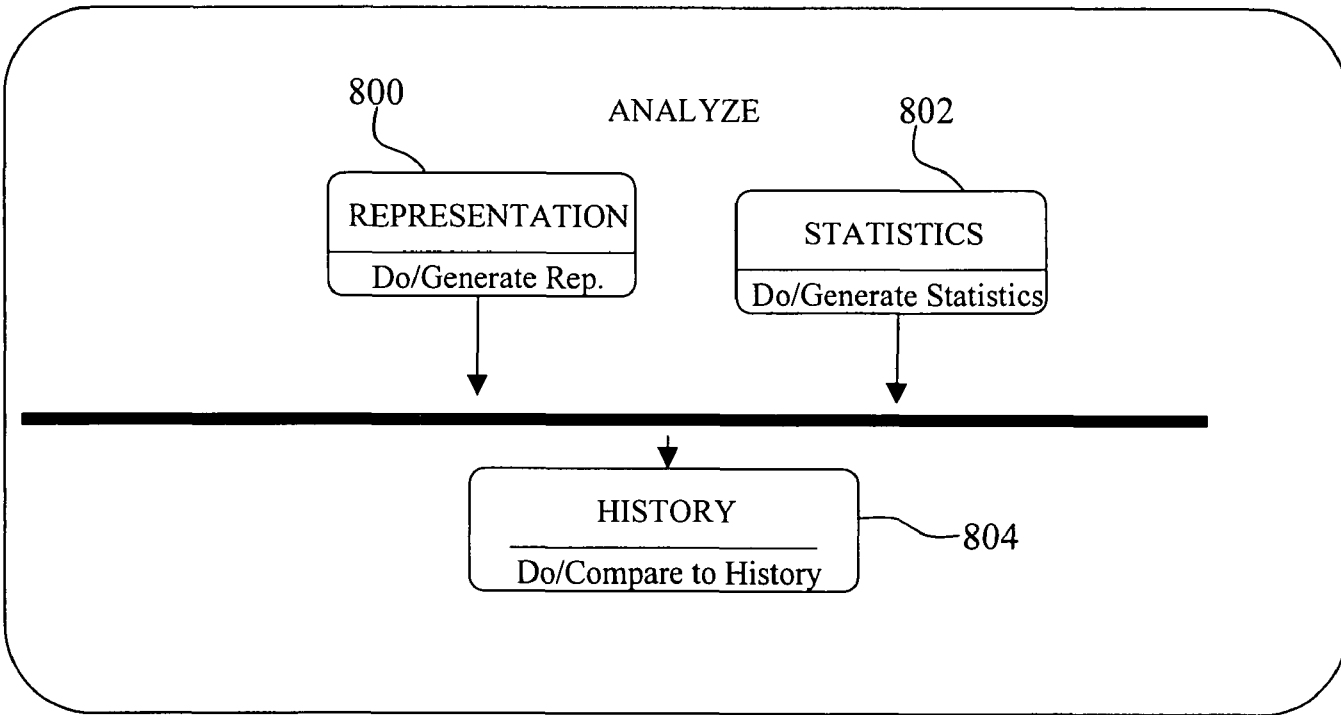 800
ANALYZE
802
REPRESENTATION
Do/Generate Rep.
STATISTICS
Do/Generate Statistics
HISTORY
Do/Compare to History
804